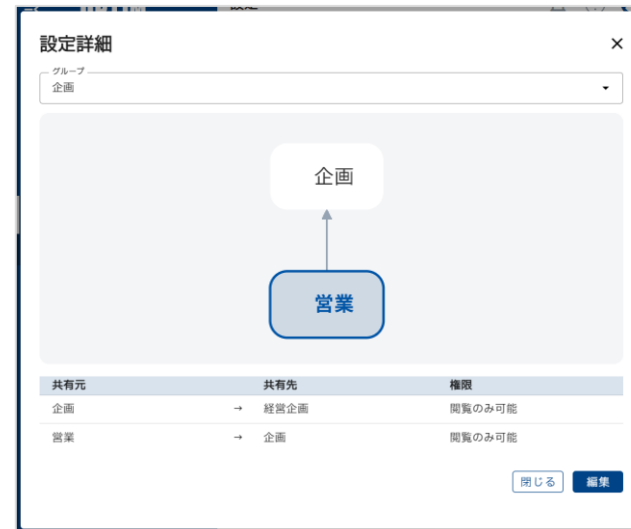 設定詳細
グループ
企画
企画
営業
共有元 共有先 権限
企画 → 経営企画 閲覧のみ可能
営業 → 企画 閲覧のみ可能
閉じる 編集